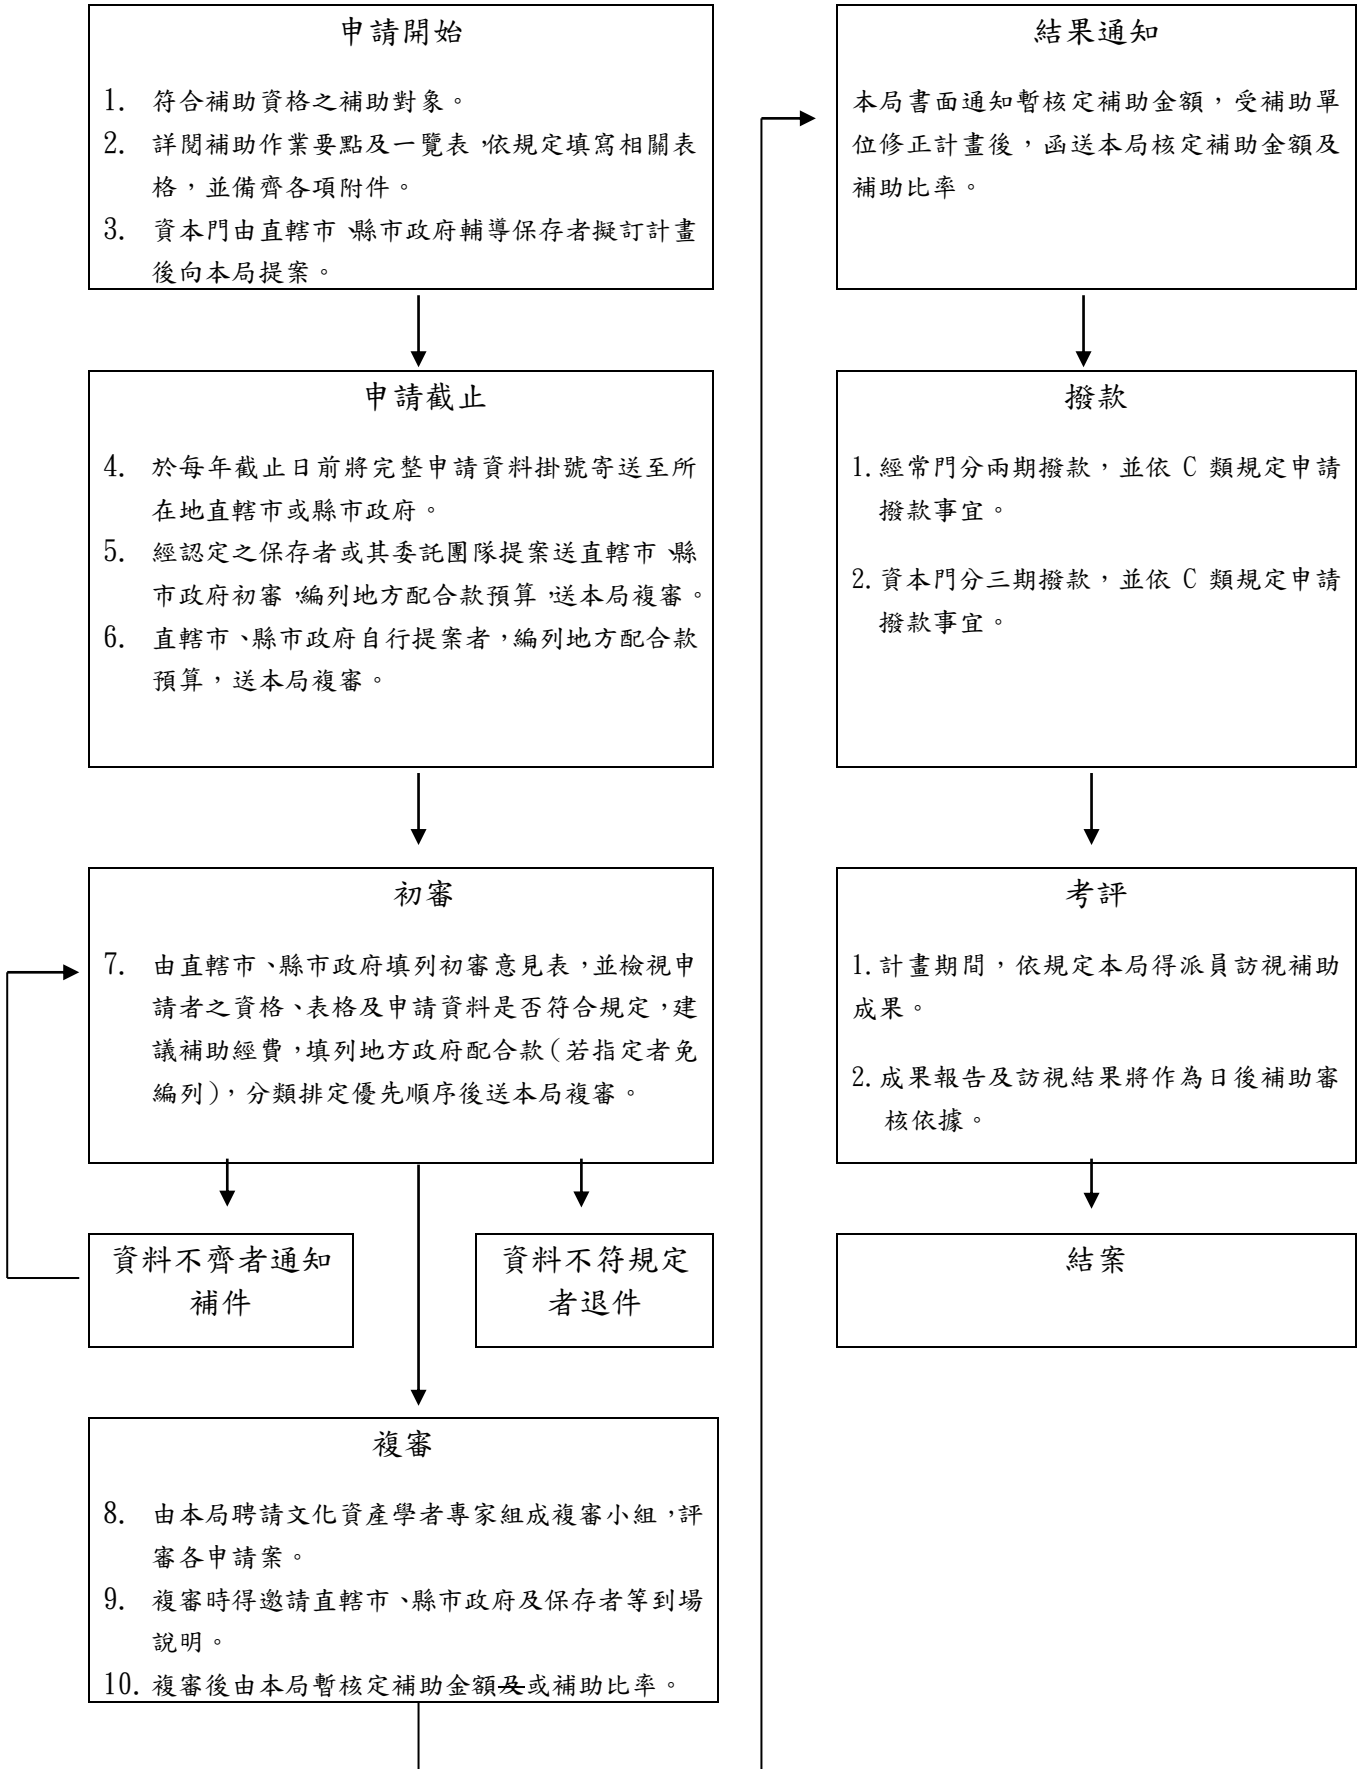 申請開始
1. 符合補助資格之補助對象。
2. 詳閱補助作業要點及一覽表,依規定填寫相關表
格,並備齊各項附件。
3. 資本門由直轄市、縣市政府輔導保存者擬訂計畫
後向本局提案。
申請截止
4. 於每年截止日前將完整申請資料掛號寄送至所
在地直轄市或縣市政府。
5. 經認定之保存者或其委託團隊提案送直轄市、縣
市政府初審,編列地方配合款預算,送本局複審。
6. 直轄市、縣市政府自行提案者,編列地方配合款
預算,送本局複審。
初審
7. 由直轄市、縣市政府填列初審意見表,並檢視申
請者之資格、表格及申請資料是否符合規定,建
議補助經費,填列地方政府配合款(若指定者免
編列),分類排定優先順序後送本局複審。
資料不齊者通知
補件
資料不符規定
者退件
複審
8. 由本局聘請文化資產學者專家組成複審小組,評
審各申請案。
9. 複審時得邀請直轄市、縣市政府及保存者等到場
說明。
10. 複審後由本局暫核定補助金額及或補助比率。
結果通知
本局書面通知暫核定補助金額,受補助單
位修正計畫後,函送本局核定補助金額及
補助比率。
撥款
1. 經常門分兩期撥款,並依 C 類規定申請
撥款事宜。
2. 資本門分三期撥款,並依 C 類規定申請
撥款事宜。
考評
1. 計畫期間,依規定本局得派員訪視補助
成果。
2. 成果報告及訪視結果將作為日後補助審
核依據。
結案